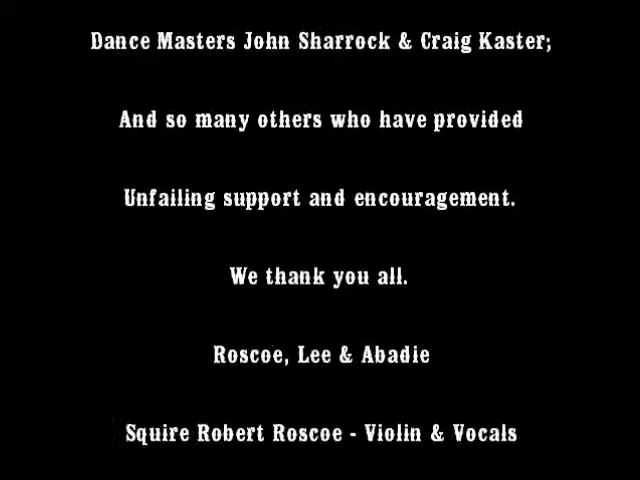 Dance Masters John Sharrock & Craig Kaster;
And so many others who have provided
Unfailing support and encouragement.
We thank you all.
Roscoe, Lee & Abadie
Squire Robert Roscoe - Violin & Vocals